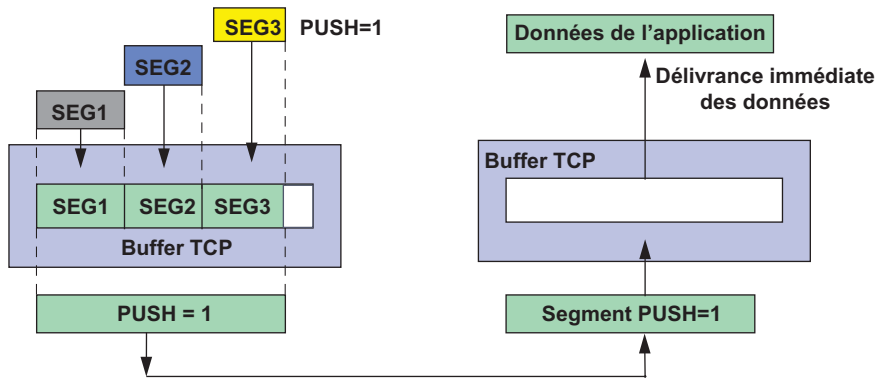 SEG3 PUSH=1
SEG2
SEG1
SEG1 SEG2 SEG3
Buffer TCP
PUSH = 1
Données de l’application
Délivrance immédiate
des données
Buffer TCP
Segment PUSH=1